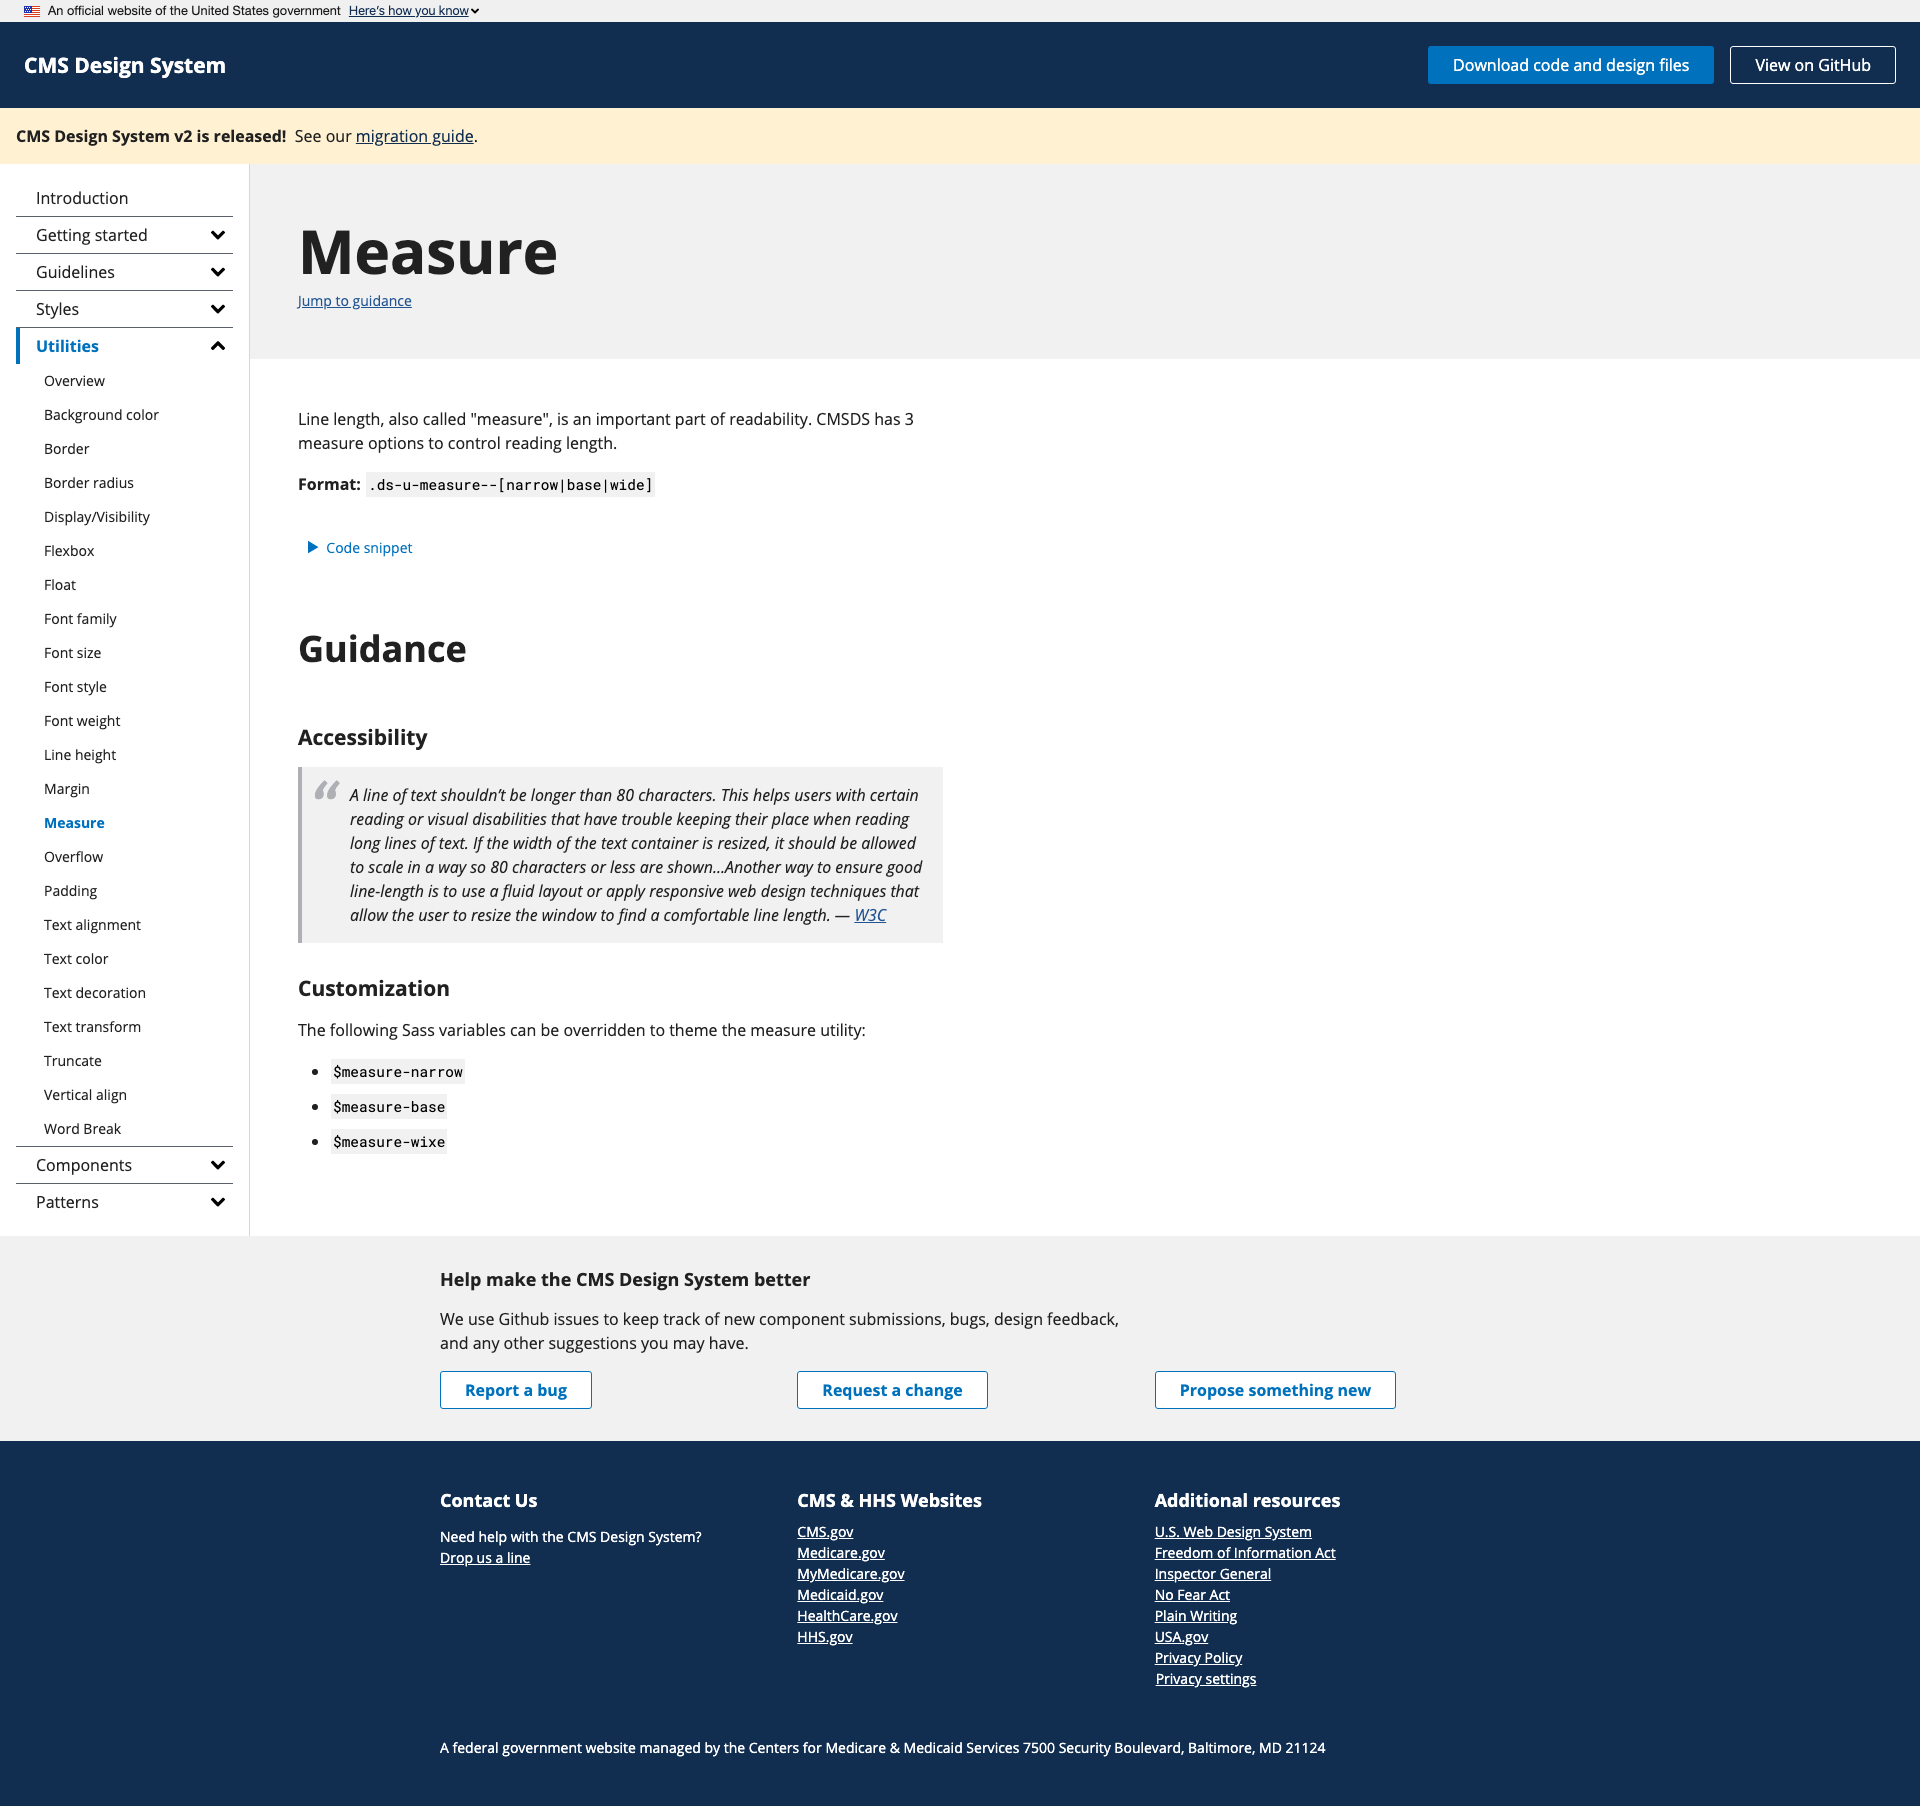 An official website of the United States government Here's how you know
CMS Design System
Download code and design files
View on GitHub
CMS Design System v2 is released! See our migration guide.
Introduction
Getting started
Guidelines
Styles
Utilities
Overview
Background color
Border
Border radius
Display/Visibility
Flexbox
Float
Font family
Font size
Font style
Font weight
Line height
Margin
Measure
Overflow
Padding
Text alignment
Text color
Text decoration
Text transform
Truncate
Vertical align
Word Break
Components
Patterns
Measure
Jump to guidance
Line length, also called "measure", is an important part of readability. CMSDS has 3
measure options to control reading length.
Format: .ds-u-measure--[narrow|base|wide]
Code snippet
Guidance
Accessibility
“ A line of text shouldn’t be longer than 80 characters. This helps users with certain
reading or visual disabilities that have trouble keeping their place when reading
long lines of text. If the width of the text container is resized, it should be allowed
to scale in a way so 80 characters or less are shown...Another way to ensure good
line-length is to use a fluid layout or apply responsive web design techniques that
allow the user to resize the window to find a comfortable line length. — W3C
Customization
The following Sass variables can be overridden to theme the measure utility:
• $measure-narrow
• $measure-base
• $measure-wixe
Help make the CMS Design System better
We use Github issues to keep track of new component submissions, bugs, design feedback,
and any other suggestions you may have.
Report a bug
Request a change
Propose something new
Contact Us
Need help with the CMS Design System?
Drop us a line
CMS & HHS Websites
CMS.gov
Medicare.gov
MyMedicare.gov
Medicaid.gov
HealthCare.gov
HHS.gov
Additional resources
U.S. Web Design System
Freedom of Information Act
Inspector General
No Fear Act
Plain Writing
USA.gov
Privacy Policy
Privacy settings
A federal government website managed by the Centers for Medicare & Medicaid Services 7500 Security Boulevard, Baltimore, MD 21124